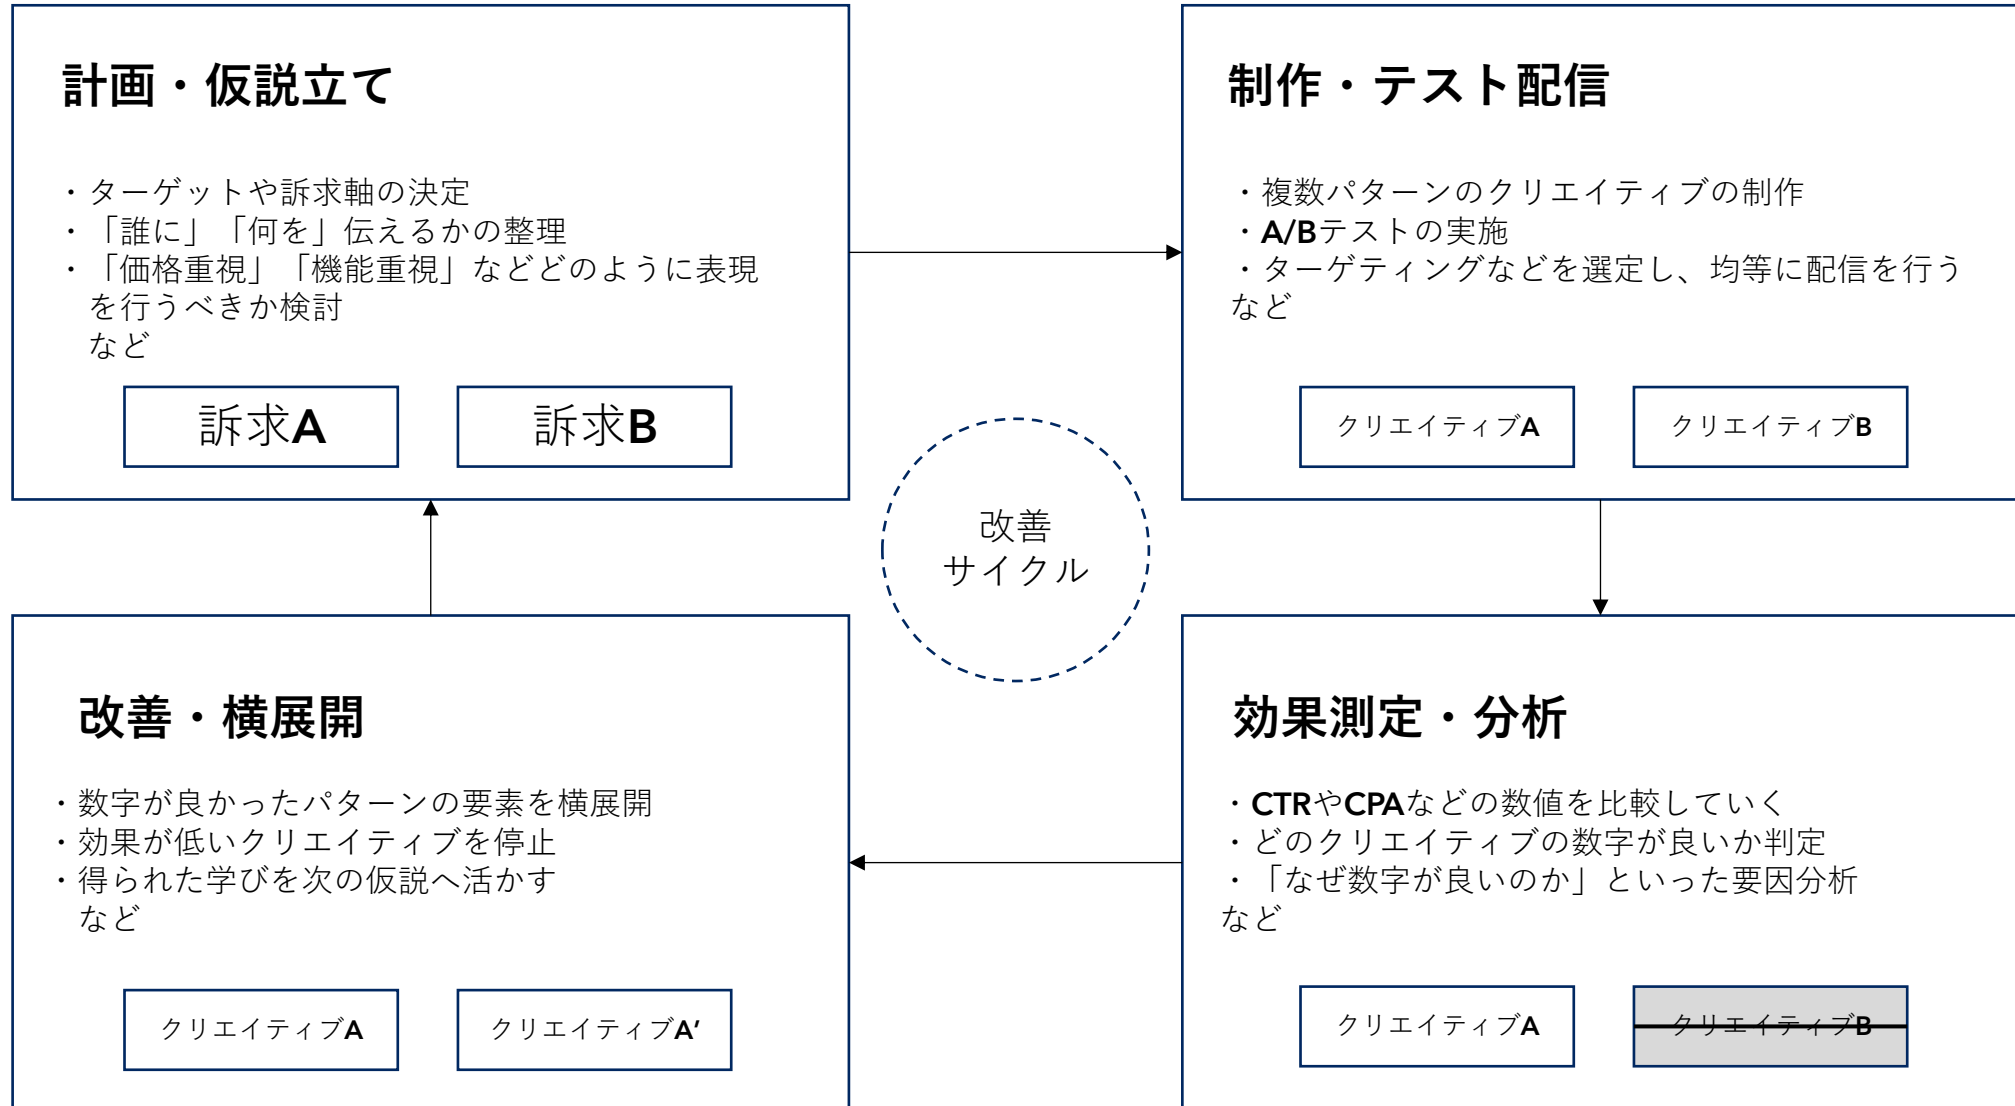 計画・仮説立て
・ターゲットや訴求軸の決定
・「誰に」「何を」伝えるかの整理
・「価格重視」「機能重視」などどのように表現
を行うべきか検討
など
訴求A
訴求B
制作・テスト配信
・複数パターンのクリエイティブの制作
・A/Bテストの実施
・ターゲティングなどを選定し、均等に配信を行う
など
クリエイティブA
クリエイティブB
改善
サイクル
改善・横展開
・数字が良かったパターンの要素を横展開
・効果が低いクリエイティブを停止
・得られた学びを次の仮説へ活かす
など
クリエイティブA
クリエイティブA’
効果測定・分析
・CTRやCPAなどの数値を比較していく
・どのクリエイティブの数字が良いか判定
・「なぜ数字が良いのか」といった要因分析
など
クリエイティブA
クリエイティブB